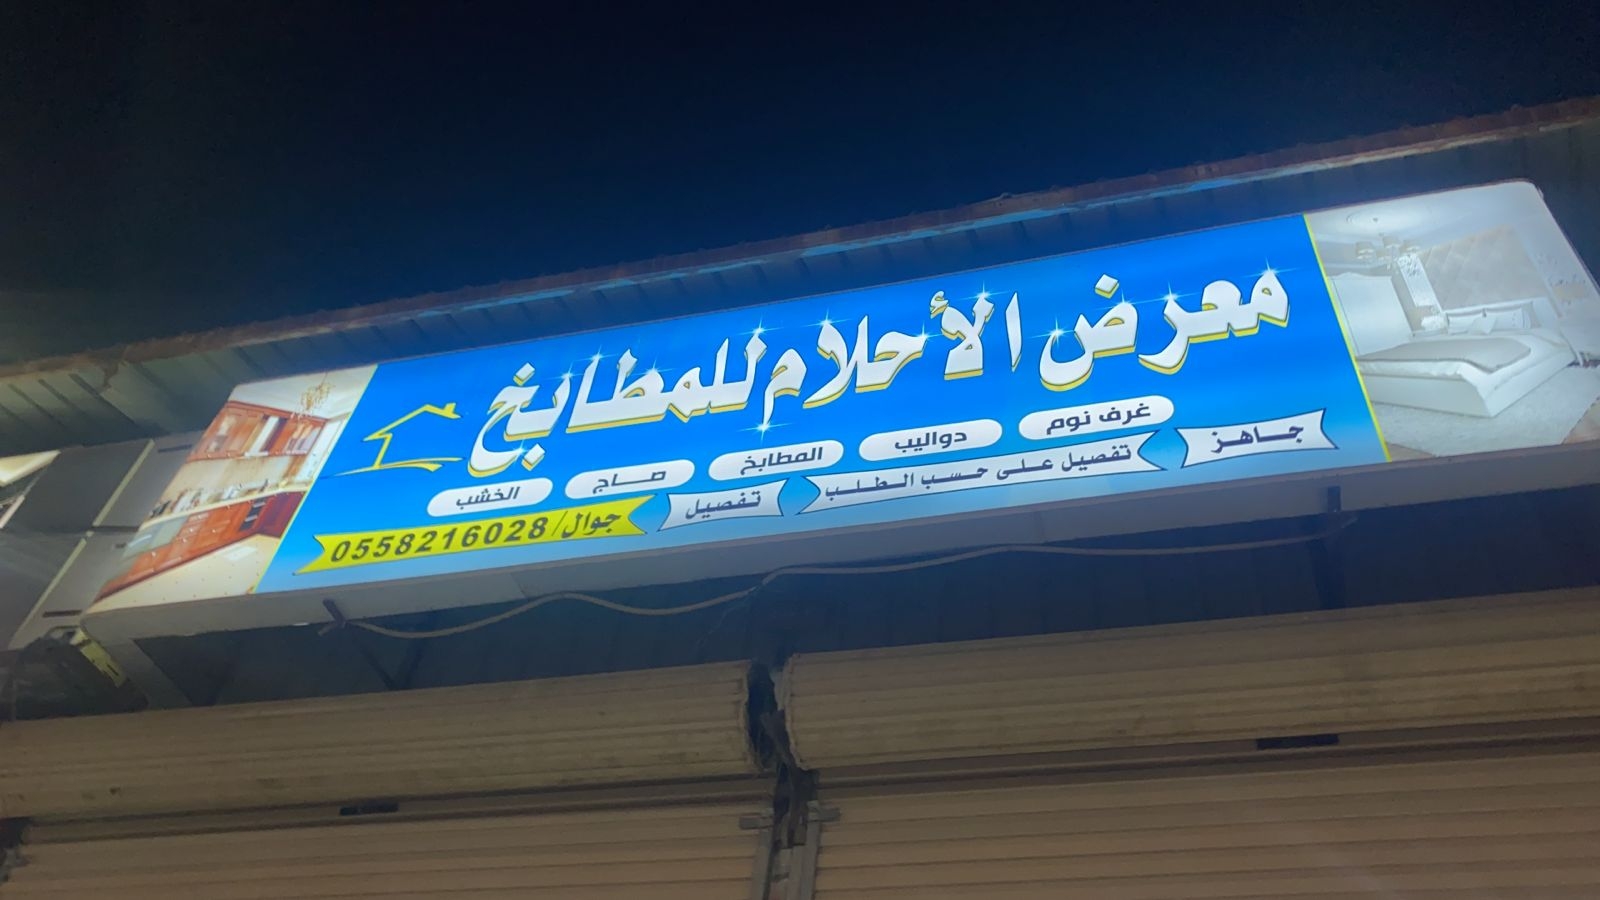 معرض الأحلام للمطابخ
غرف نوم دواليب المطابخ صاج الخشب
جاهز تفصيل على حسب الطلب تفصيل جوال/0558216028